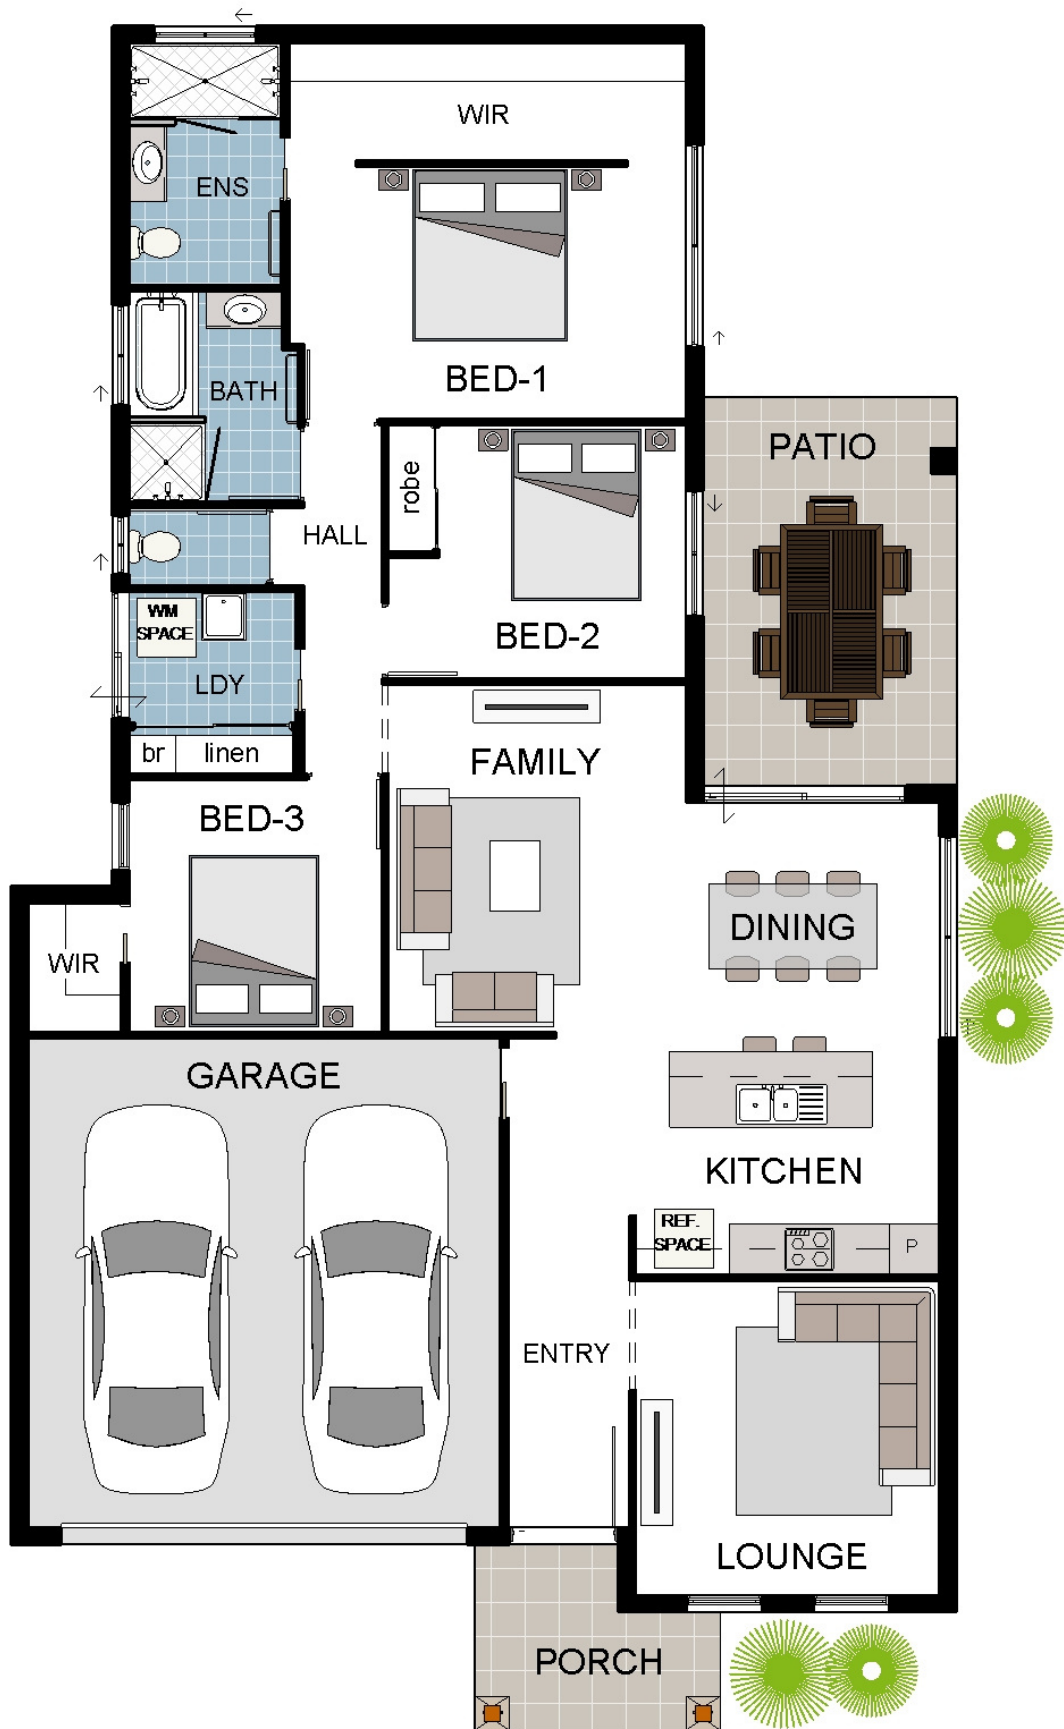 WIR
ENS
BED-1
BATH
PATIO
robe
HALL
WM
SPACE
BED-2
LDY
br
linen
FAMILY
BED-3
DINING
WIR
GARAGE
KITCHEN
REF.
SPACE
P
ENTRY
LOUNGE
PORCH